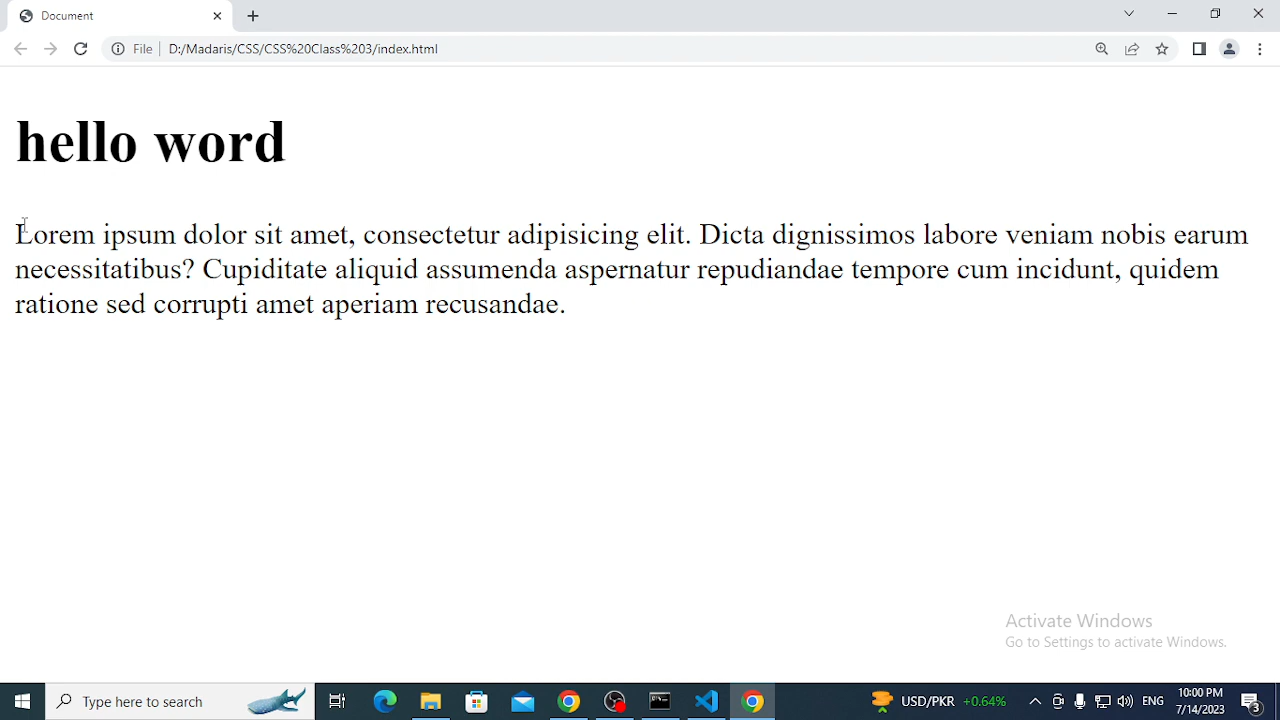 Document
File
D:/Madaris/CSS/CSS%20Class%203/index.html
hello word
Lorem ipsum dolor sit amet, consectetur adipisicing elit. Dicta dignissimos labore veniam nobis earum
necessitatibus? Cupiditate aliquid assumenda aspernatur repudiandae tempore cum incidunt, quidem
ratione sed corrupti amet aperiam recusandae.
Activate Windows
Go to Settings to activate Windows.
Type here to search
USD/PKR +0.64%
ENG
10:00 PM
7/14/2023
3